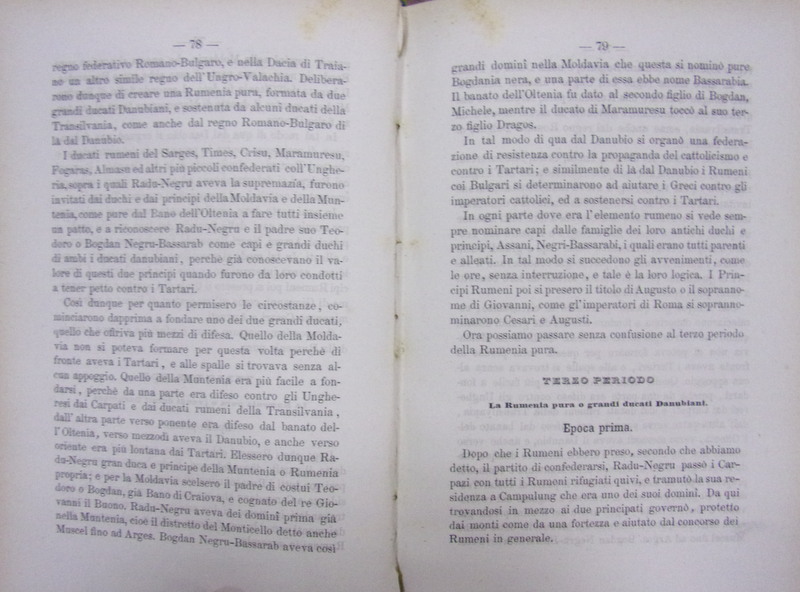 — 78 —
regno federativo Romano-Bulgaro, e nella Dacia di Traia-
no un altro simile regno dell'Ungro-Valachia. Delibera-
rono dunque di creare una Rumenia pura, formata da due
grandi ducati Danubiani, e sostenuta da alcuni ducati della
Transilvania, come anche dal regno Romano-Bulgaro di
là dal Danubio.
I ducati rumeni del Sarges, Times, Crisu, Maramuresu,
Fogaras, Almasu ed altri più piccoli confederati coll'Unghe-
ria, sopra i quali Radu-Negru aveva la supremazía, furono
invitati dai duchi e dai principi della Moldavia e della Mun-
tenia, come pure dal Bano dell'Oltenia a fare tutti insieme
un patto, e a riconoscere Radu-Negru e il padre suo Teo-
doro o Bogdan Negru-Bassarab come capi e grandi duchi
di ambi i ducati danubiani, perchè già conoscevano il va-
lore di questi due principi quando furono da loro condotti
a tener petto contro i Tartari.
Così dunque per quanto permisero le circostanze, co-
minciarono dapprima a fondare uno dei due grandi ducati,
quello che offriva più mezzi di difesa. Quello della Molda-
via non si poteva formare per questa volta perchè di
fronte aveva i Tartari, e alle spalle si trovava senza al-
cun appoggio. Quello della Muntenia era più facile a fon-
darsi, perchè da una parte era difeso contro gli Unghe-
resi dai Carpati e dai ducati rumeni della Transilvania,
dall'altra parte verso ponente era difeso dal banato del-
l'Oltenia, verso mezzodì aveva il Danubio, e anche verso
oriente era più lontana dai Tartari. Elessero dunque Ra-
du-Negru gran duca e principe della Muntenia o Rumenia
propria; e per la Moldavia scelsero il padre di costui Teo-
doro o Bogdan, già Bano di Craiova, e cognato del re Gio-
vanni il Buono. Radu-Negru aveva dei domini prima già
nella Muntenia, cioè il distretto del Monticello detto anche
Muscel fino ad Arges. Bogdan Negru-Bassarab aveva così
— 79 —
grandi domini nella Moldavia che questa si nominò pure
Bogdania nera, e una parte di essa ebbe nome Bassarabia.
Il banato dell'Oltenia fu dato al secondo figlio di Bogdan,
Michele, mentre il ducato di Maramuresu toccò al suo ter-
zo figlio Dragos.
In tal modo di qua dal Danubio si organò una federa-
zione di resistenza contro la propaganda del cattolicismo e
contro i Tartari; e similmente di là dal Danubio i Rumeni
coi Bulgari si determinarono ad aiutare i Greci contro gli
imperatori cattolici, ed a sostenersi contro i Tartari.
In ogni parte dove era l'elemento rumeno si vede sem-
pre nominare capi dalle famiglie dei loro antichi duchi e
principi, Assani, Negri-Bassarabi, i quali erano tutti parenti
e alleati. In tal modo si succedono gli avvenimenti, come
le ore, senza interruzione, e tale è la loro logica. I Prin-
cipi Rumeni poi si presero il titolo di Augusto o il sopranno-
me di Giovanni, come gl'imperatori di Roma si sopranno-
minarono Cesari e Augusti.
Ora possiamo passare senza confusione al terzo periodo
della Rumenia pura.
TERZO PERIODO
La Rumenia pura o grandi ducati Danubiani.
Epoca prima.
Dopo che i Rumeni ebbero preso, secondo che abbiamo
detto, il partito di confederarsi, Radu-Negru passò i Car-
pazi con tutti i Rumeni rifugiati quivi, e tramutò la sua re-
sidenza a Campulung che era uno dei suoi domini. Da qui
trovandosi in mezzo ai due principati governò, protetto
dai monti come da una fortezza e aiutato dal concorso dei
Rumeni in generale.